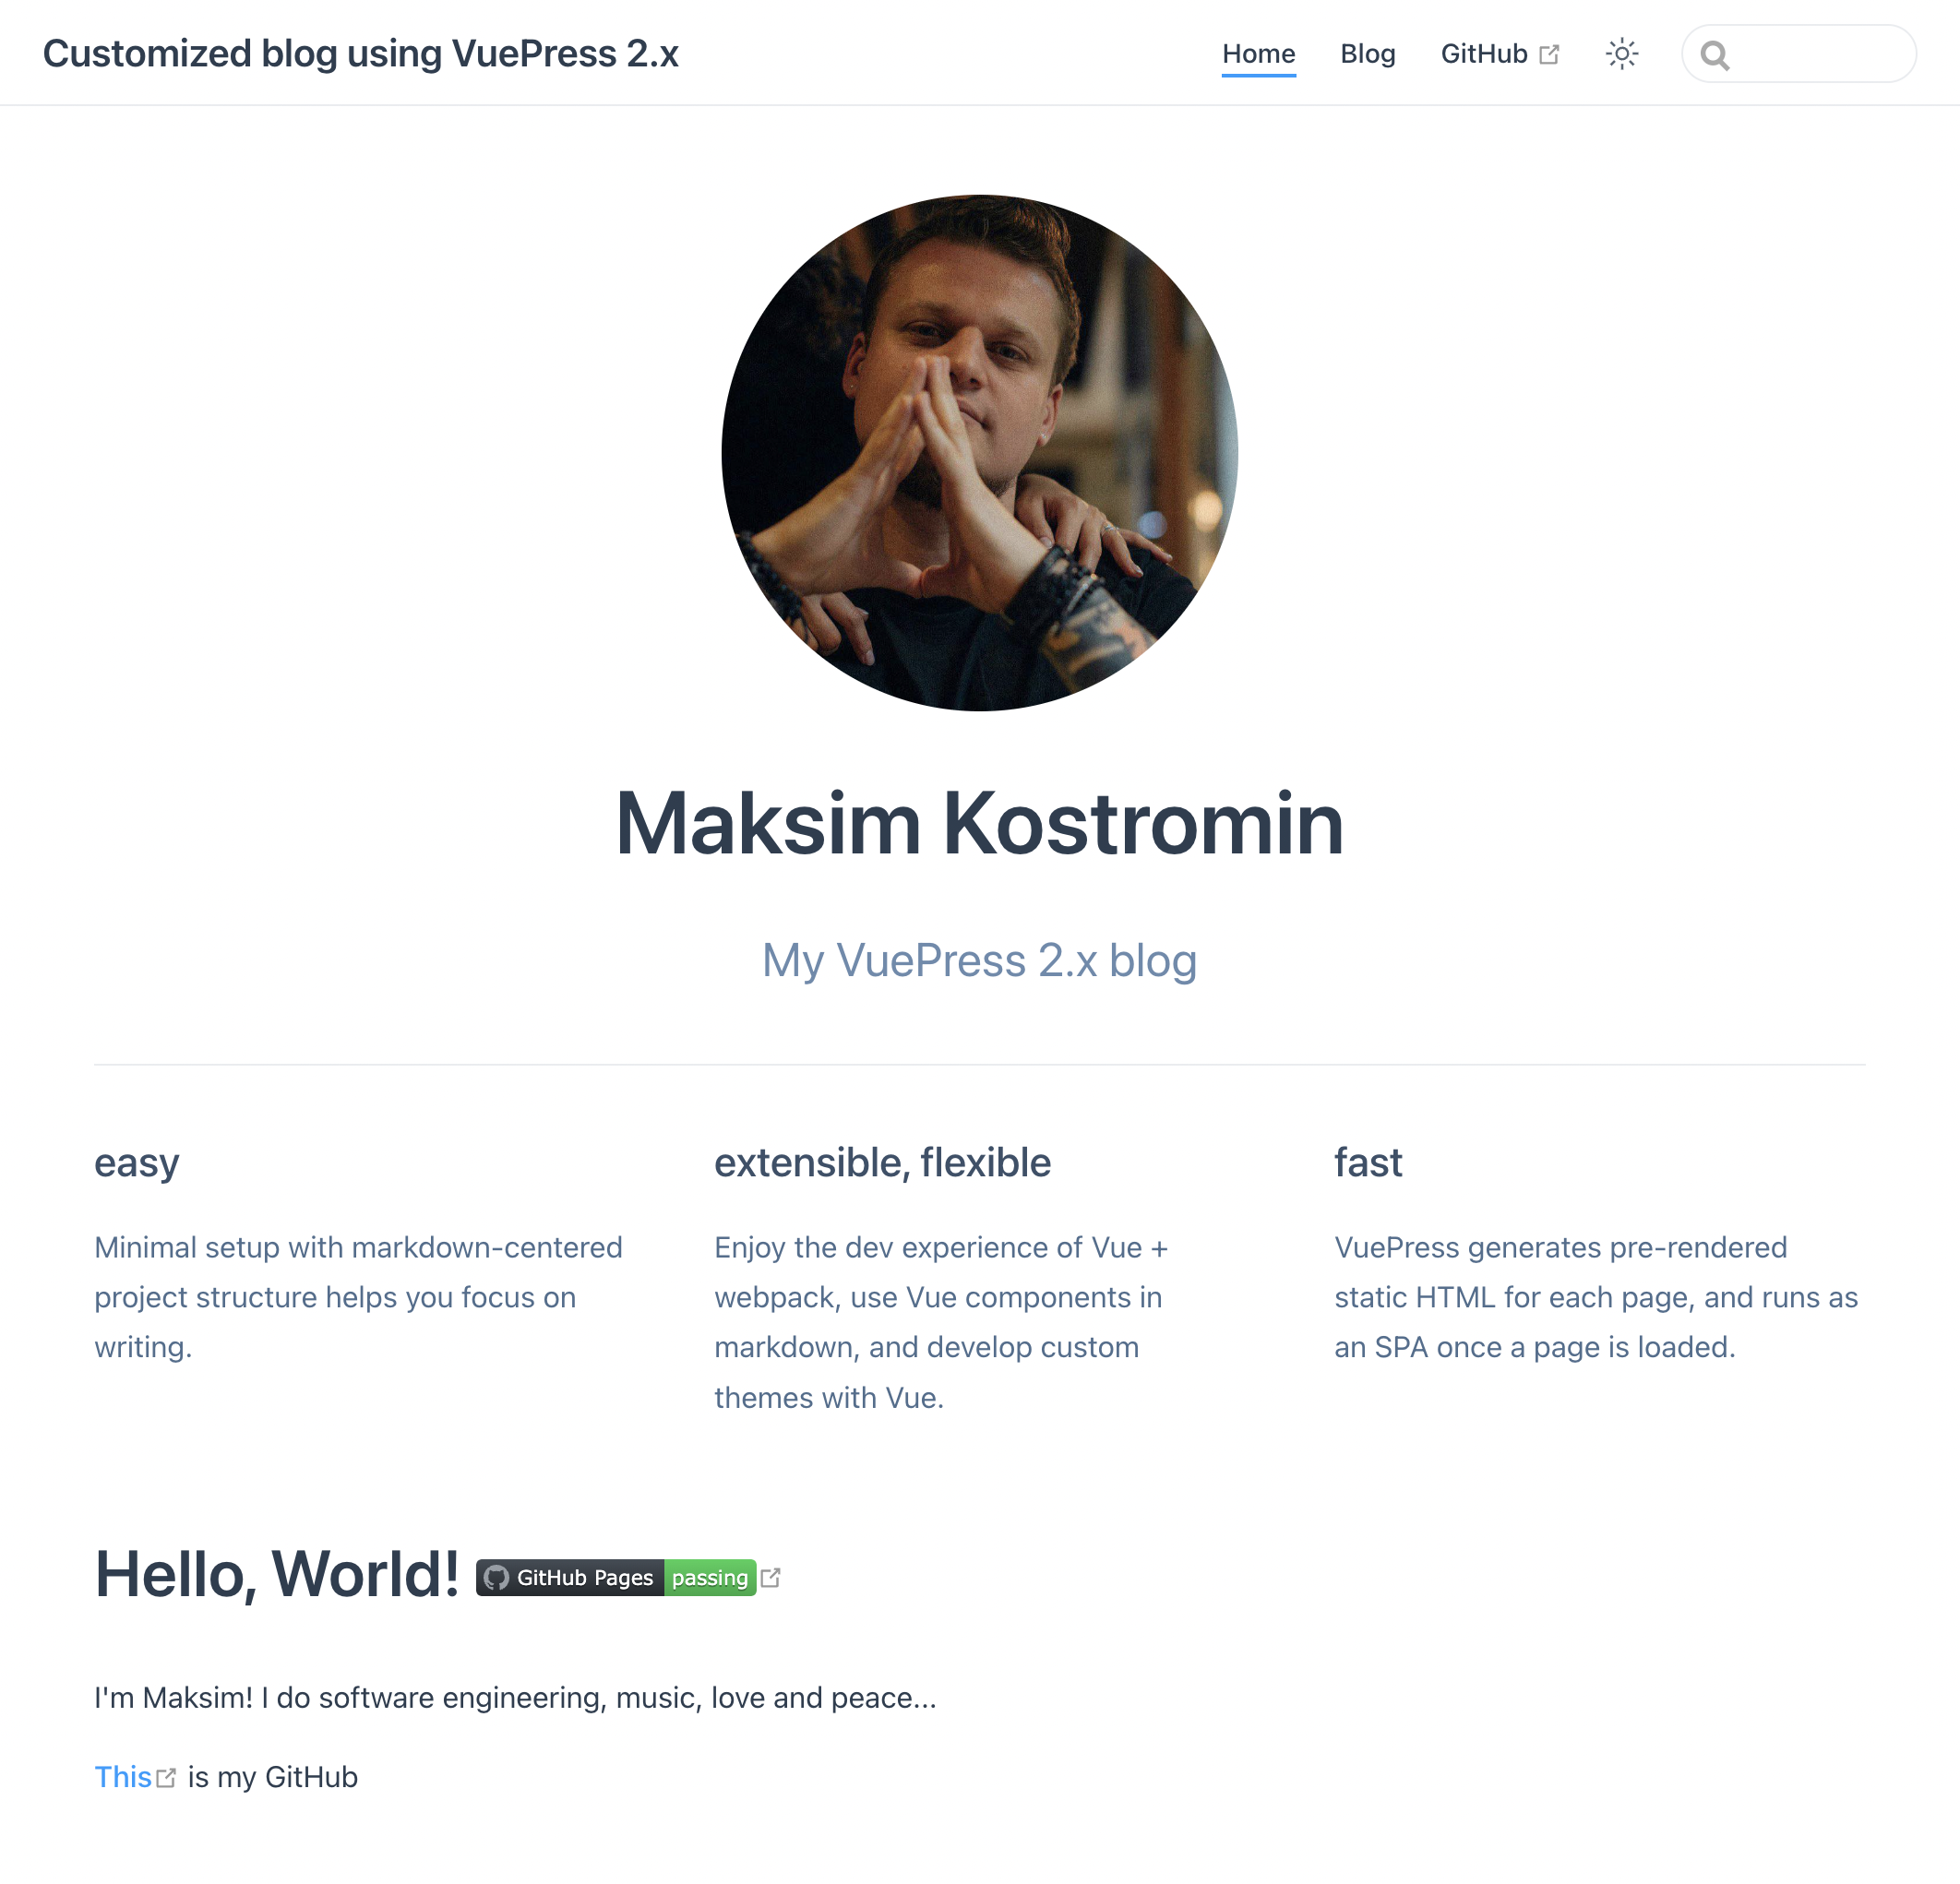 Customized blog using VuePress 2.x
Home Blog GitHub
Maksim Kostromin
My VuePress 2.x blog
easy
Minimal setup with markdown-centered
project structure helps you focus on
writing.
extensible, flexible
Enjoy the dev experience of Vue +
webpack, use Vue components in
markdown, and develop custom
themes with Vue.
fast
VuePress generates pre-rendered
static HTML for each page, and runs as
an SPA once a page is loaded.
Hello, World! GitHub Pages passing
I'm Maksim! I do software engineering, music, love and peace...
This is my GitHub